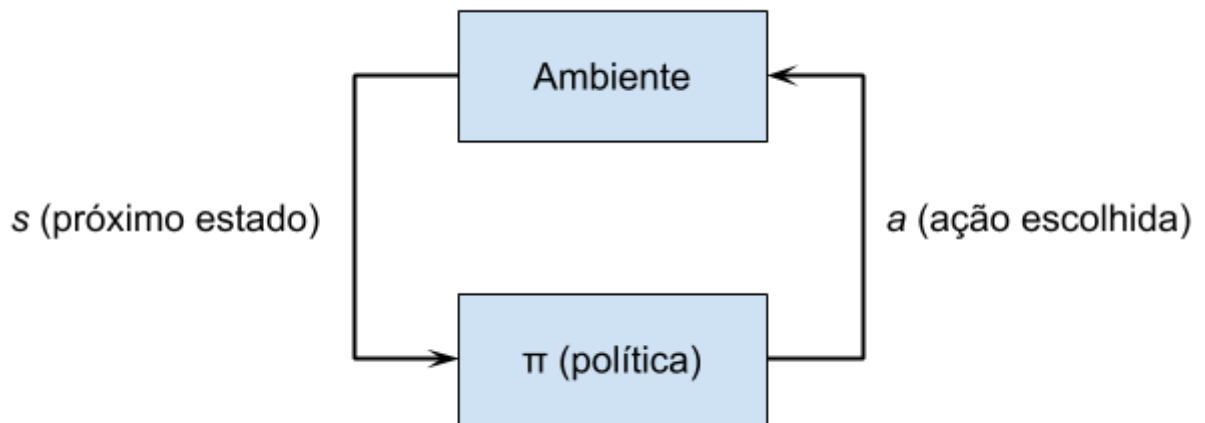 Ambiente
s (próximo estado)
a (ação escolhida)
π (política)